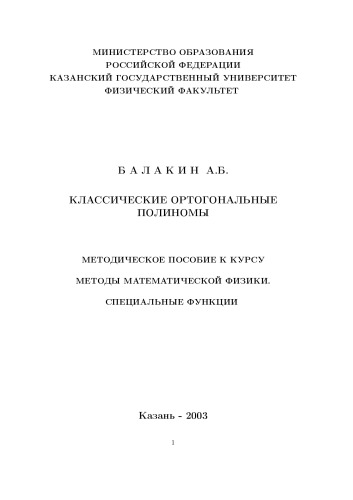 МИНИСТЕРСТВО ОБРАЗОВАНИЯ
РОССИЙСКОЙ ФЕДЕРАЦИИ
КАЗАНСКИЙ ГОСУДАРСТВЕННЫЙ УНИВЕРСИТЕТ
ФИЗИЧЕСКИЙ ФАКУЛЬТЕТ
Б А Л А К И Н А.Б.
КЛАССИЧЕСКИЕ ОРТОГОНАЛЬНЫЕ
ПОЛИНОМЫ
МЕТОДИЧЕСКОЕ ПОСОБИЕ К КУРСУ
МЕТОДЫ МАТЕМАТИЧЕСКОЙ ФИЗИКИ.
СПЕЦИАЛЬНЫЕ ФУНКЦИИ
Казань - 2003
1